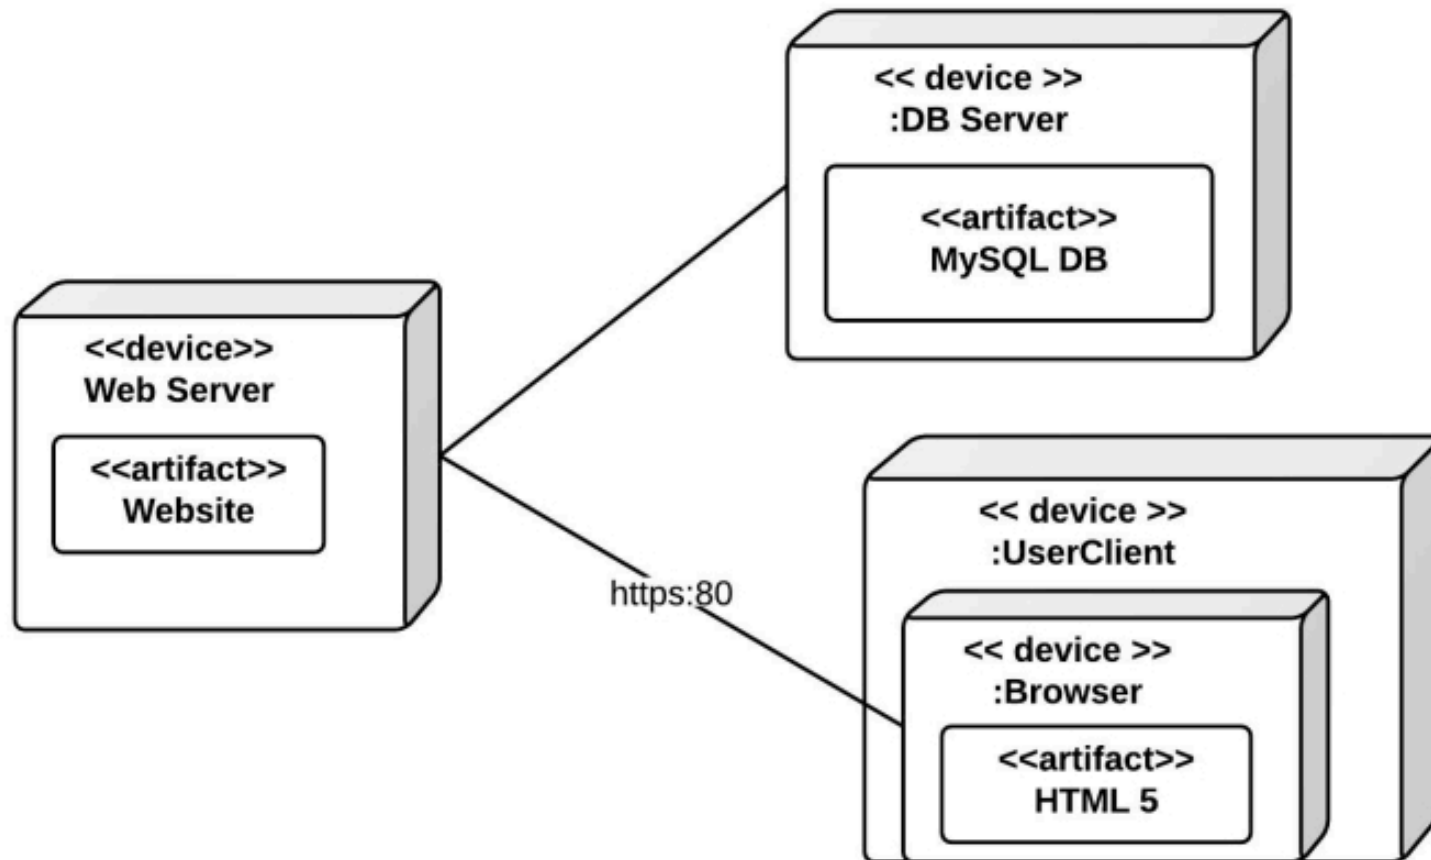 << device >>
:DB Server
<<artifact>>
MySQL DB
<<device>>
Web Server
<<artifact>>
Website
https:80
<< device >>
:UserClient
<< device >>
:Browser
<<artifact>>
HTML 5